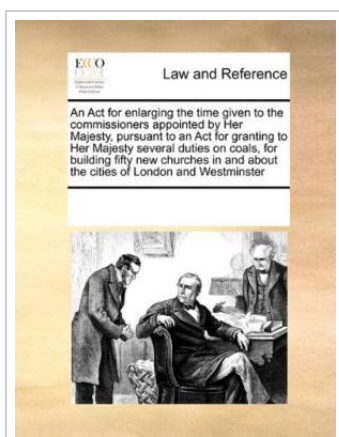 ECCO
Law and Reference
An Act for enlarging the time given to the
commissioners appointed by Her
Majesty, pursuant to an Act for granting to
Her Majesty several duties on coals, for
building fifty new churches in and about
the cities of London and Westminster